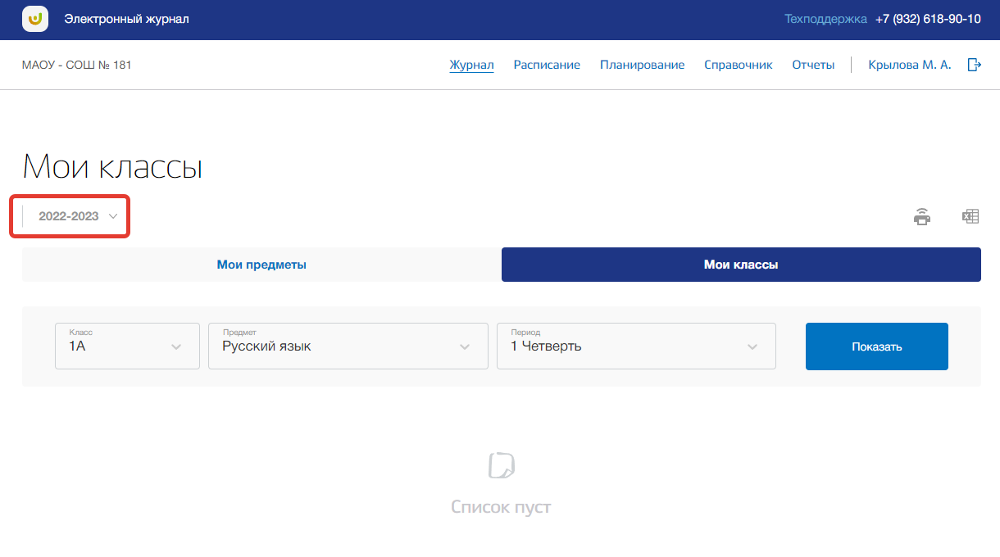 Электронный журнал
Техподдержка +7 (932) 618-90-10
МАОУ - СОШ № 181
Журнал Расписание Планирование Справочник Отчеты Крылова М. А.
Мои классы
2022-2023
Мои предметы Мои классы
Класс Предмет Период
1А Русский язык 1 Четверть Показать
Список пуст